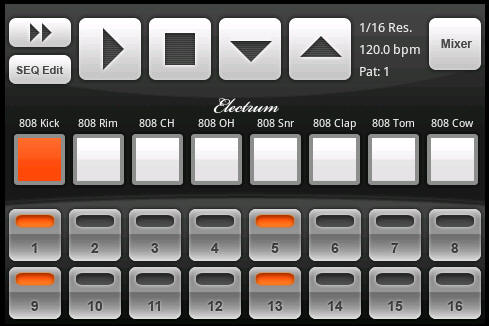 1/16 Res.
SEQ Edit
120.0 bpm
Mixer
Pat: 1
Electrum
808 Kick 808 Rim 808 CH 808 OH 808 Snr 808 Clap 808 Tom 808 Cow
1 2 3 4 5 6 7 8
9 10 11 12 13 14 15 16